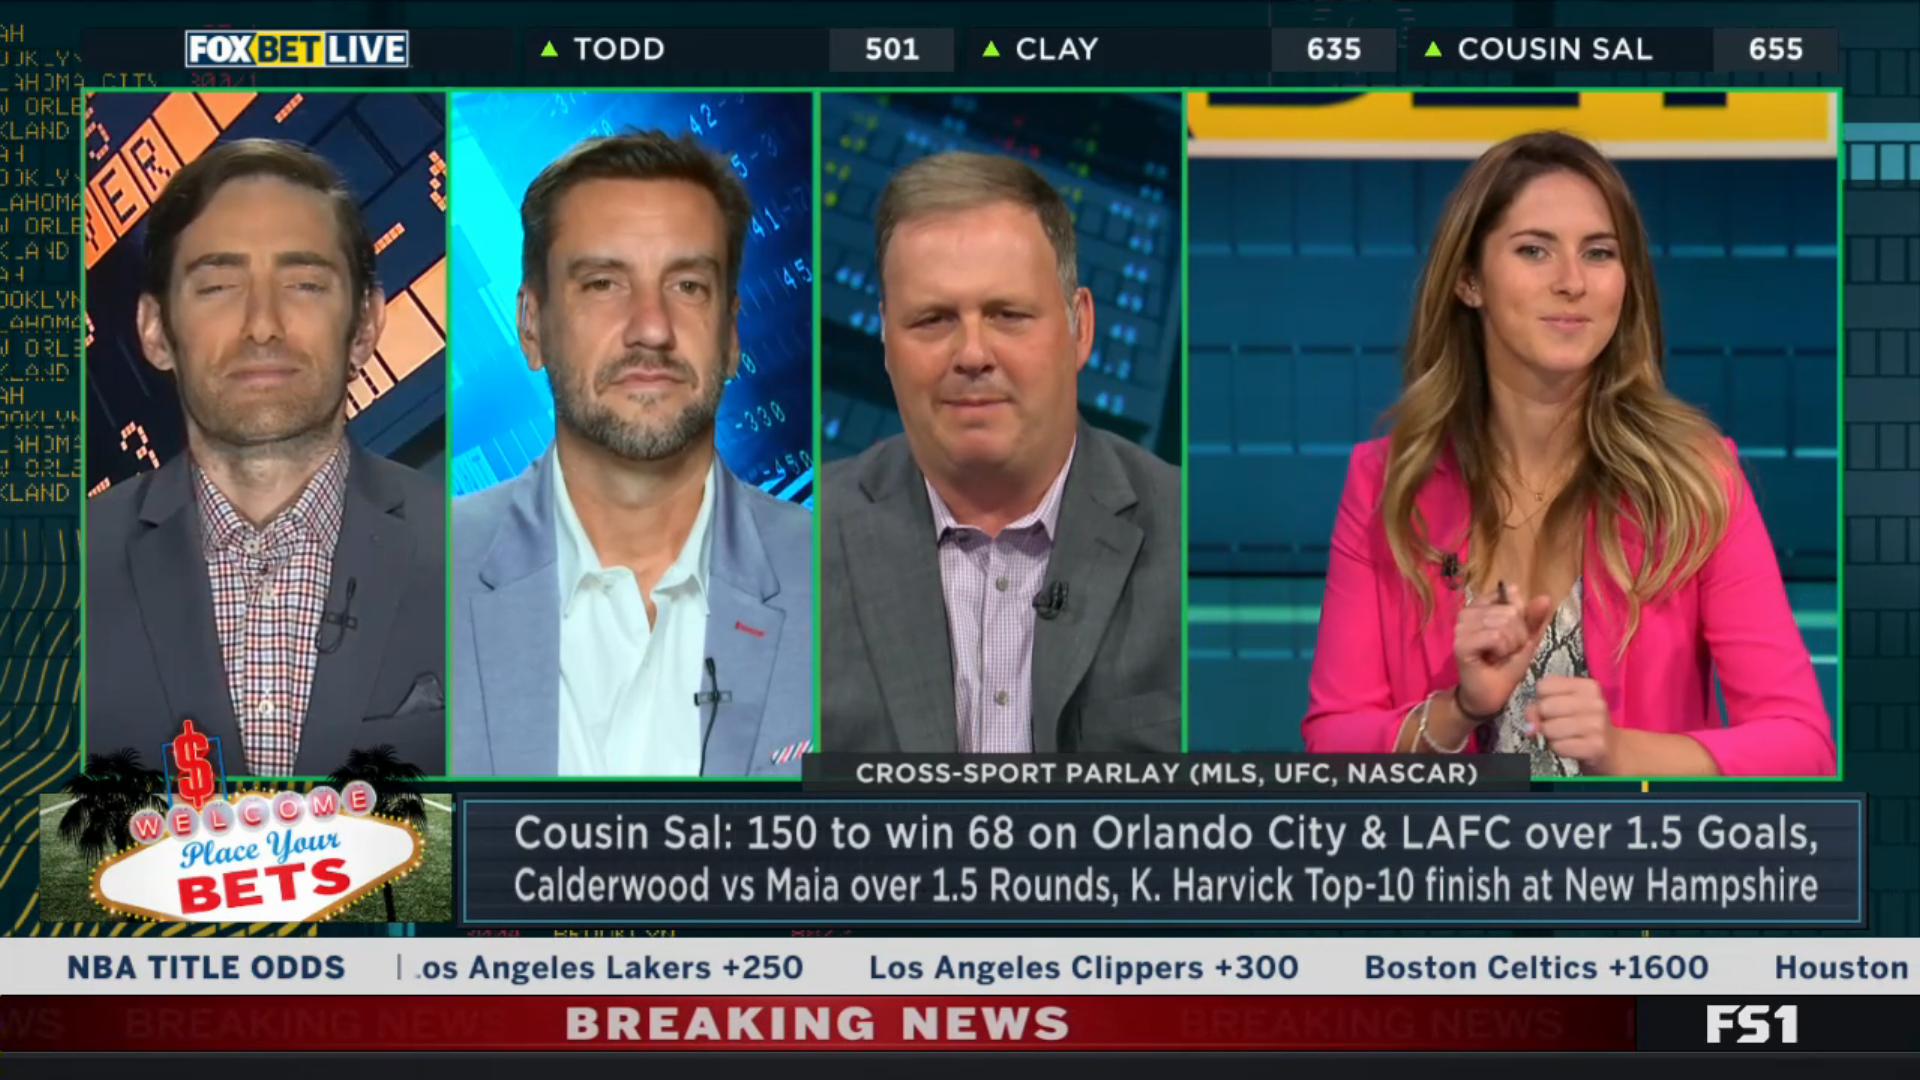 FOX BET LIVE
TODD 501
CLAY 635
COUSIN SAL 655
CROSS-SPORT PARLAY (MLS, UFC, NASCAR)
WELCOME
Place Your
BETS
Cousin Sal: 150 to win 68 on Orlando City & LAFC over 1.5 Goals,
Calderwood vs Maia over 1.5 Rounds, K. Harvick Top-10 finish at New Hampshire
NBA TITLE ODDS os Angeles Lakers +250 Los Angeles Clippers +300 Boston Celtics +1600 Houston
BREAKING NEWS
FS1